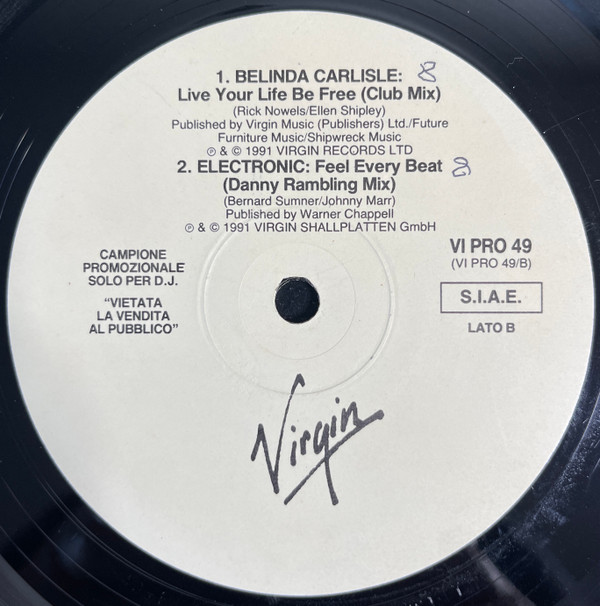 1. BELINDA CARLISLE: 8
Live Your Life Be Free (Club Mix)
(Rick Nowels/Ellen Shipley)
Published by Virgin Music (Publishers) Ltd./Future
Furniture Music/Shipwreck Music
℗ & © 1991 VIRGIN RECORDS LTD
2. ELECTRONIC: Feel Every Beat 8
(Danny Rambling Mix)
(Bernard Sumner/Johnny Marr)
Published by Warner Chappell
℗ & © 1991 VIRGIN SHALLPLATTEN GmbH
CAMPIONE
PROMOZIONALE
SOLO PER D.J.
"VIETATA
LA VENDITA
AL PUBBLICO"
VI PRO 49
(VI PRO 49/B)
S.I.A.E.
LATO B
Virgin